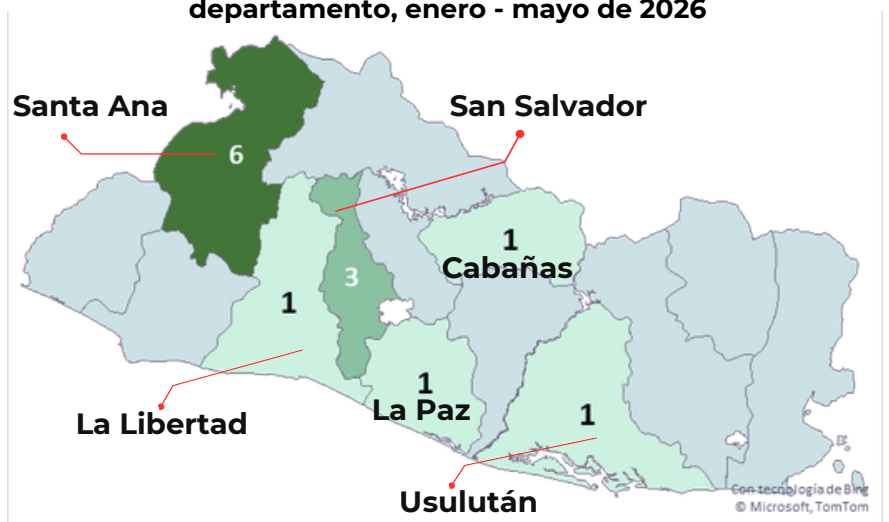 departamento, enero - mayo de 2026
Santa Ana
San Salvador
6
1
Cabañas
3
1
1
La Paz
1
La Libertad
Usulután
Con tecnología de Bing
© Microsoft, TomTom